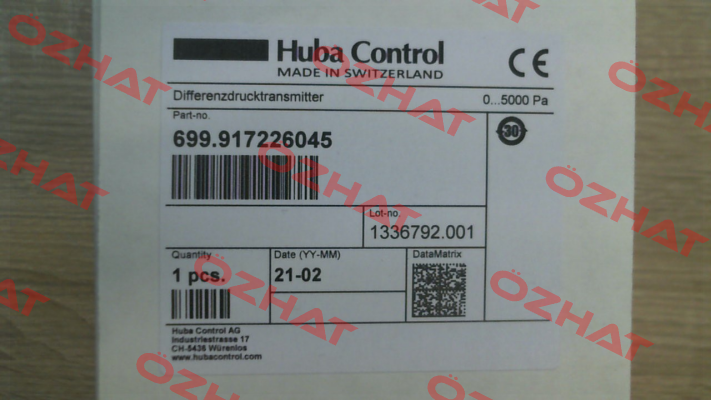 Huba Control
MADE IN SWITZERLAND
CE
Differenzdrucktransmitter 0...5000 Pa
Part-no.
699.917226045
30
Lot-no.
1336792.001
Quantity Date (YY-MM) DataMatrix
1 pcs. 21-02
Huba Control AG
Industriestrasse 17
CH-5436 Würenlos
www.hubacontrol.com
ÖZHAT
ÖZHAT
ÖZHAT
ÖZHAT
ÖZHAT
ÖZHAT
ÖZHAT
ÖZHAT
ÖZHAT